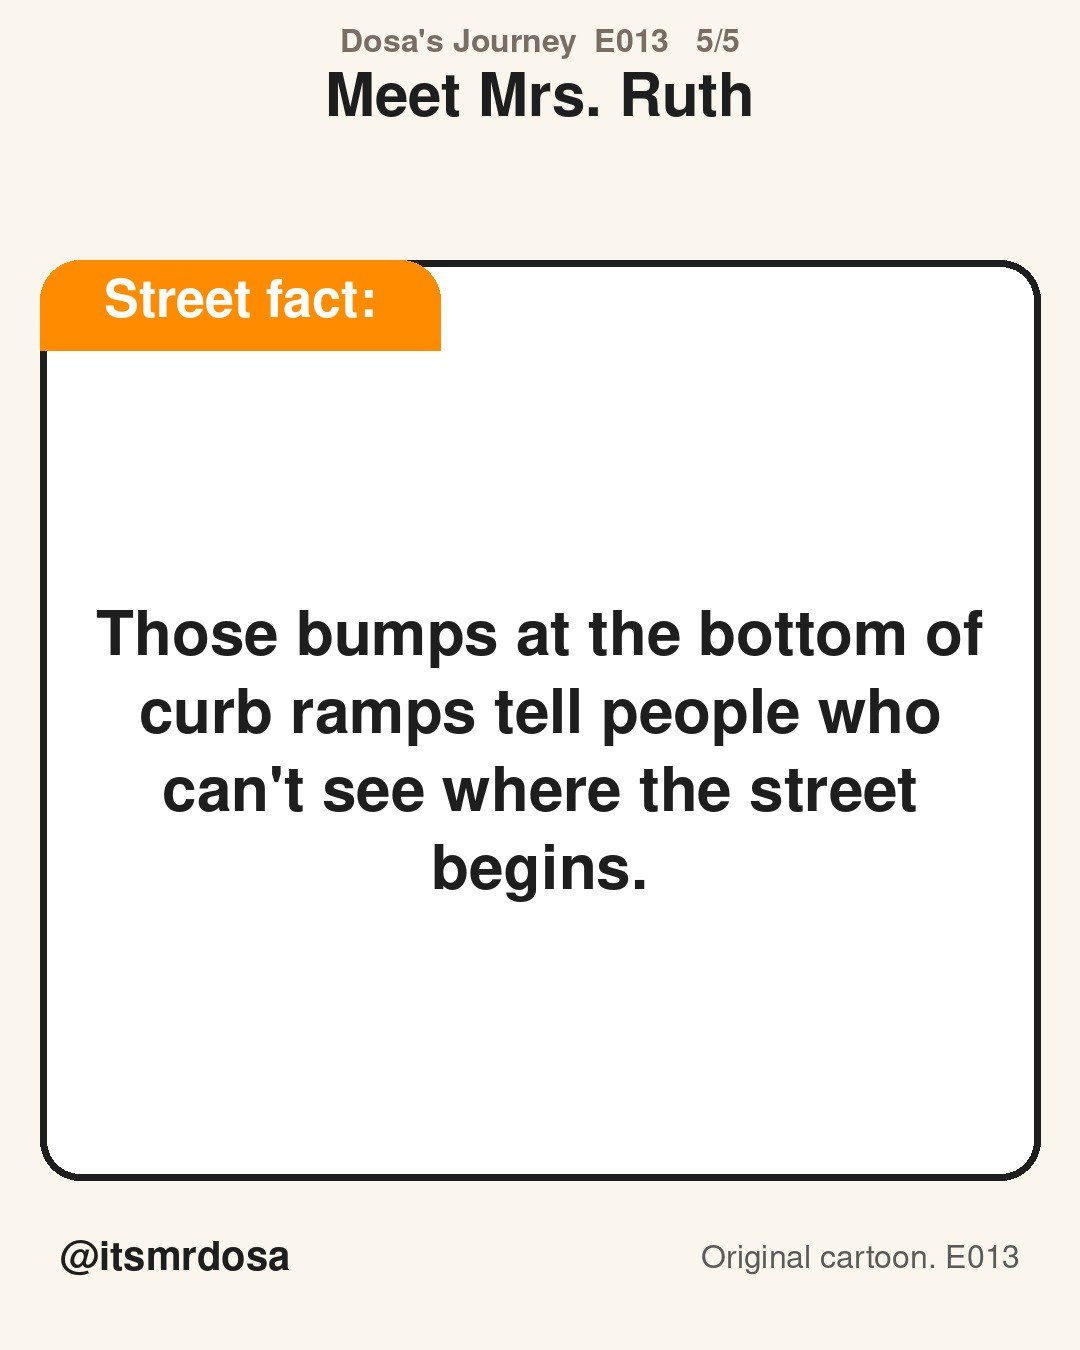 Dosa's Journey  E013   5/5
Meet Mrs. Ruth
Street fact:
Those bumps at the bottom of
curb ramps tell people who
can't see where the street
begins.
@itsmrdosa
Original cartoon. E013